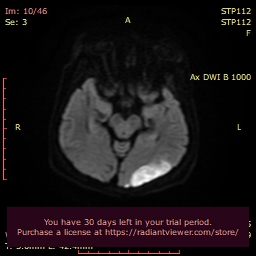 Im: 10/46
Se: 3
STP112
STP112
F
A
Ax DWI B 1000
R
L
You have 30 days left in your trial period.
Purchase a license at https://radiantviewer.com/store/